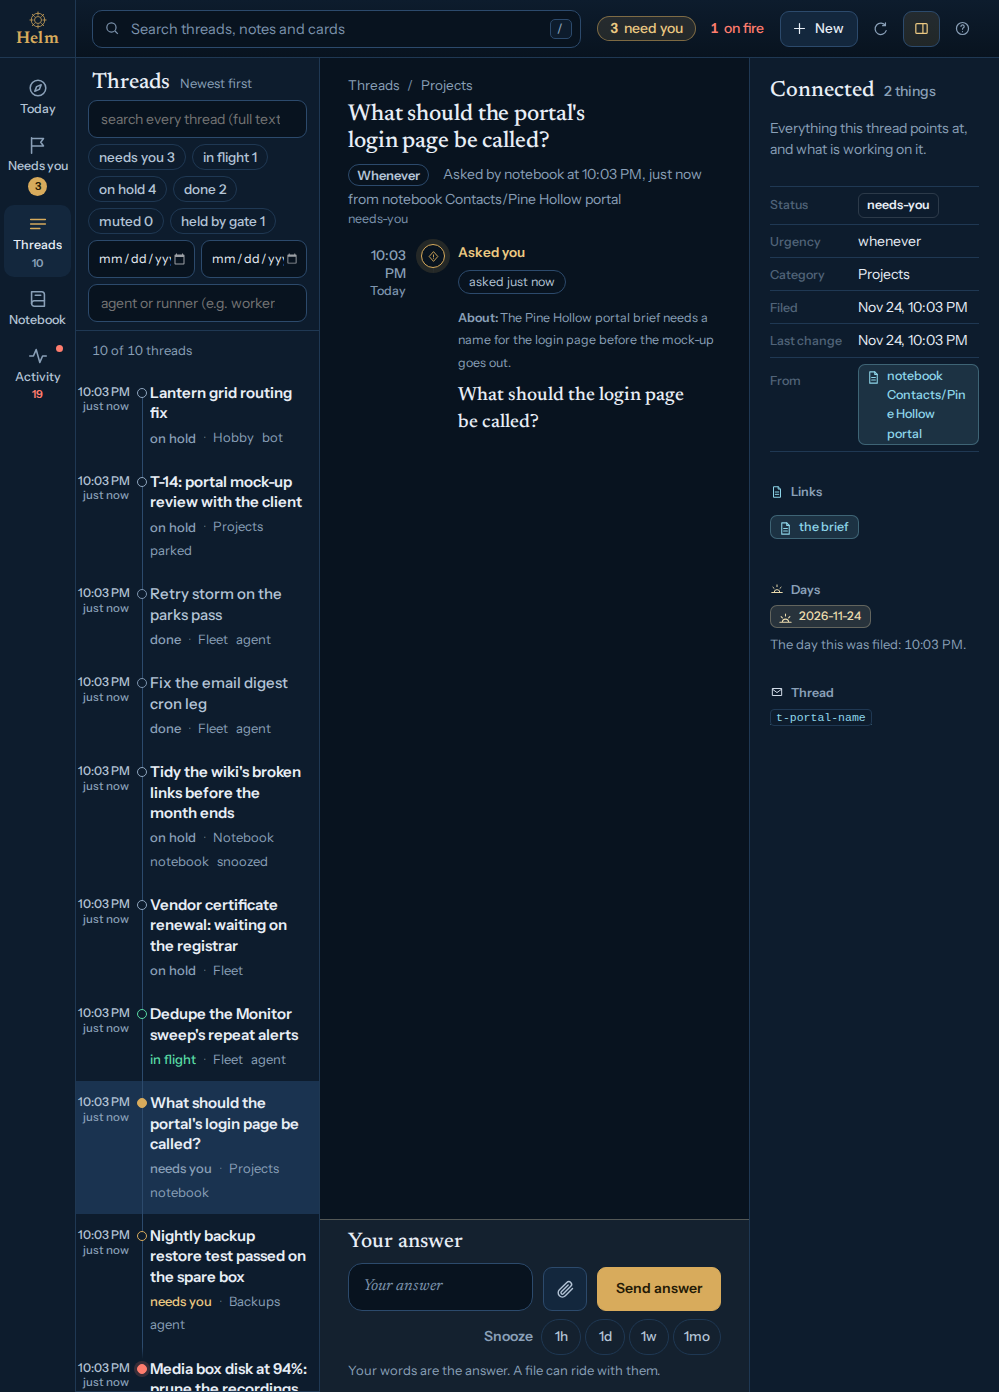 Helm
Search threads, notes and cards
/
3 need you
1 on fire
New
Today
Needs you
3
Threads
10
Notebook
Activity
19
Threads Newest first
search every thread (full text
needs you 3
in flight 1
on hold 4
done 2
muted 0
held by gate 1
mm/dd/yy
mm/dd/yy
agent or runner (e.g. worker
10 of 10 threads
10:03 PM
just now
Lantern grid routing
fix
on hold · Hobby bot
10:03 PM
just now
T-14: portal mock-up
review with the client
on hold · Projects
parked
10:03 PM
just now
Retry storm on the
parks pass
done · Fleet agent
10:03 PM
just now
Fix the email digest
cron leg
done · Fleet agent
10:03 PM
just now
Tidy the wiki's broken
links before the
month ends
on hold · Notebook
notebook snoozed
10:03 PM
just now
Vendor certificate
renewal: waiting on
the registrar
on hold · Fleet
10:03 PM
just now
Dedupe the Monitor
sweep's repeat alerts
in flight · Fleet agent
10:03 PM
just now
What should the
portal's login page be
called?
needs you · Projects
notebook
10:03 PM
just now
Nightly backup
restore test passed on
the spare box
needs you · Backups
agent
10:03 PM
just now
Media box disk at 94%:
prune the recordings
Threads / Projects
What should the portal's
login page be called?
Whenever Asked by notebook at 10:03 PM, just now
from notebook Contacts/Pine Hollow portal
needs-you
10:03
PM
Today
Asked you
asked just now
About: The Pine Hollow portal brief needs a
name for the login page before the mock-up
goes out.
What should the login page
be called?
Your answer
Your answer
Send answer
Snooze 1h 1d 1w 1mo
Your words are the answer. A file can ride with them.
Connected 2 things
Everything this thread points at,
and what is working on it.
Status needs-you
Urgency whenever
Category Projects
Filed Nov 24, 10:03 PM
Last change Nov 24, 10:03 PM
From notebook
Contacts/Pin
e Hollow
portal
Links
the brief
Days
2026-11-24
The day this was filed: 10:03 PM.
Thread
t-portal-name